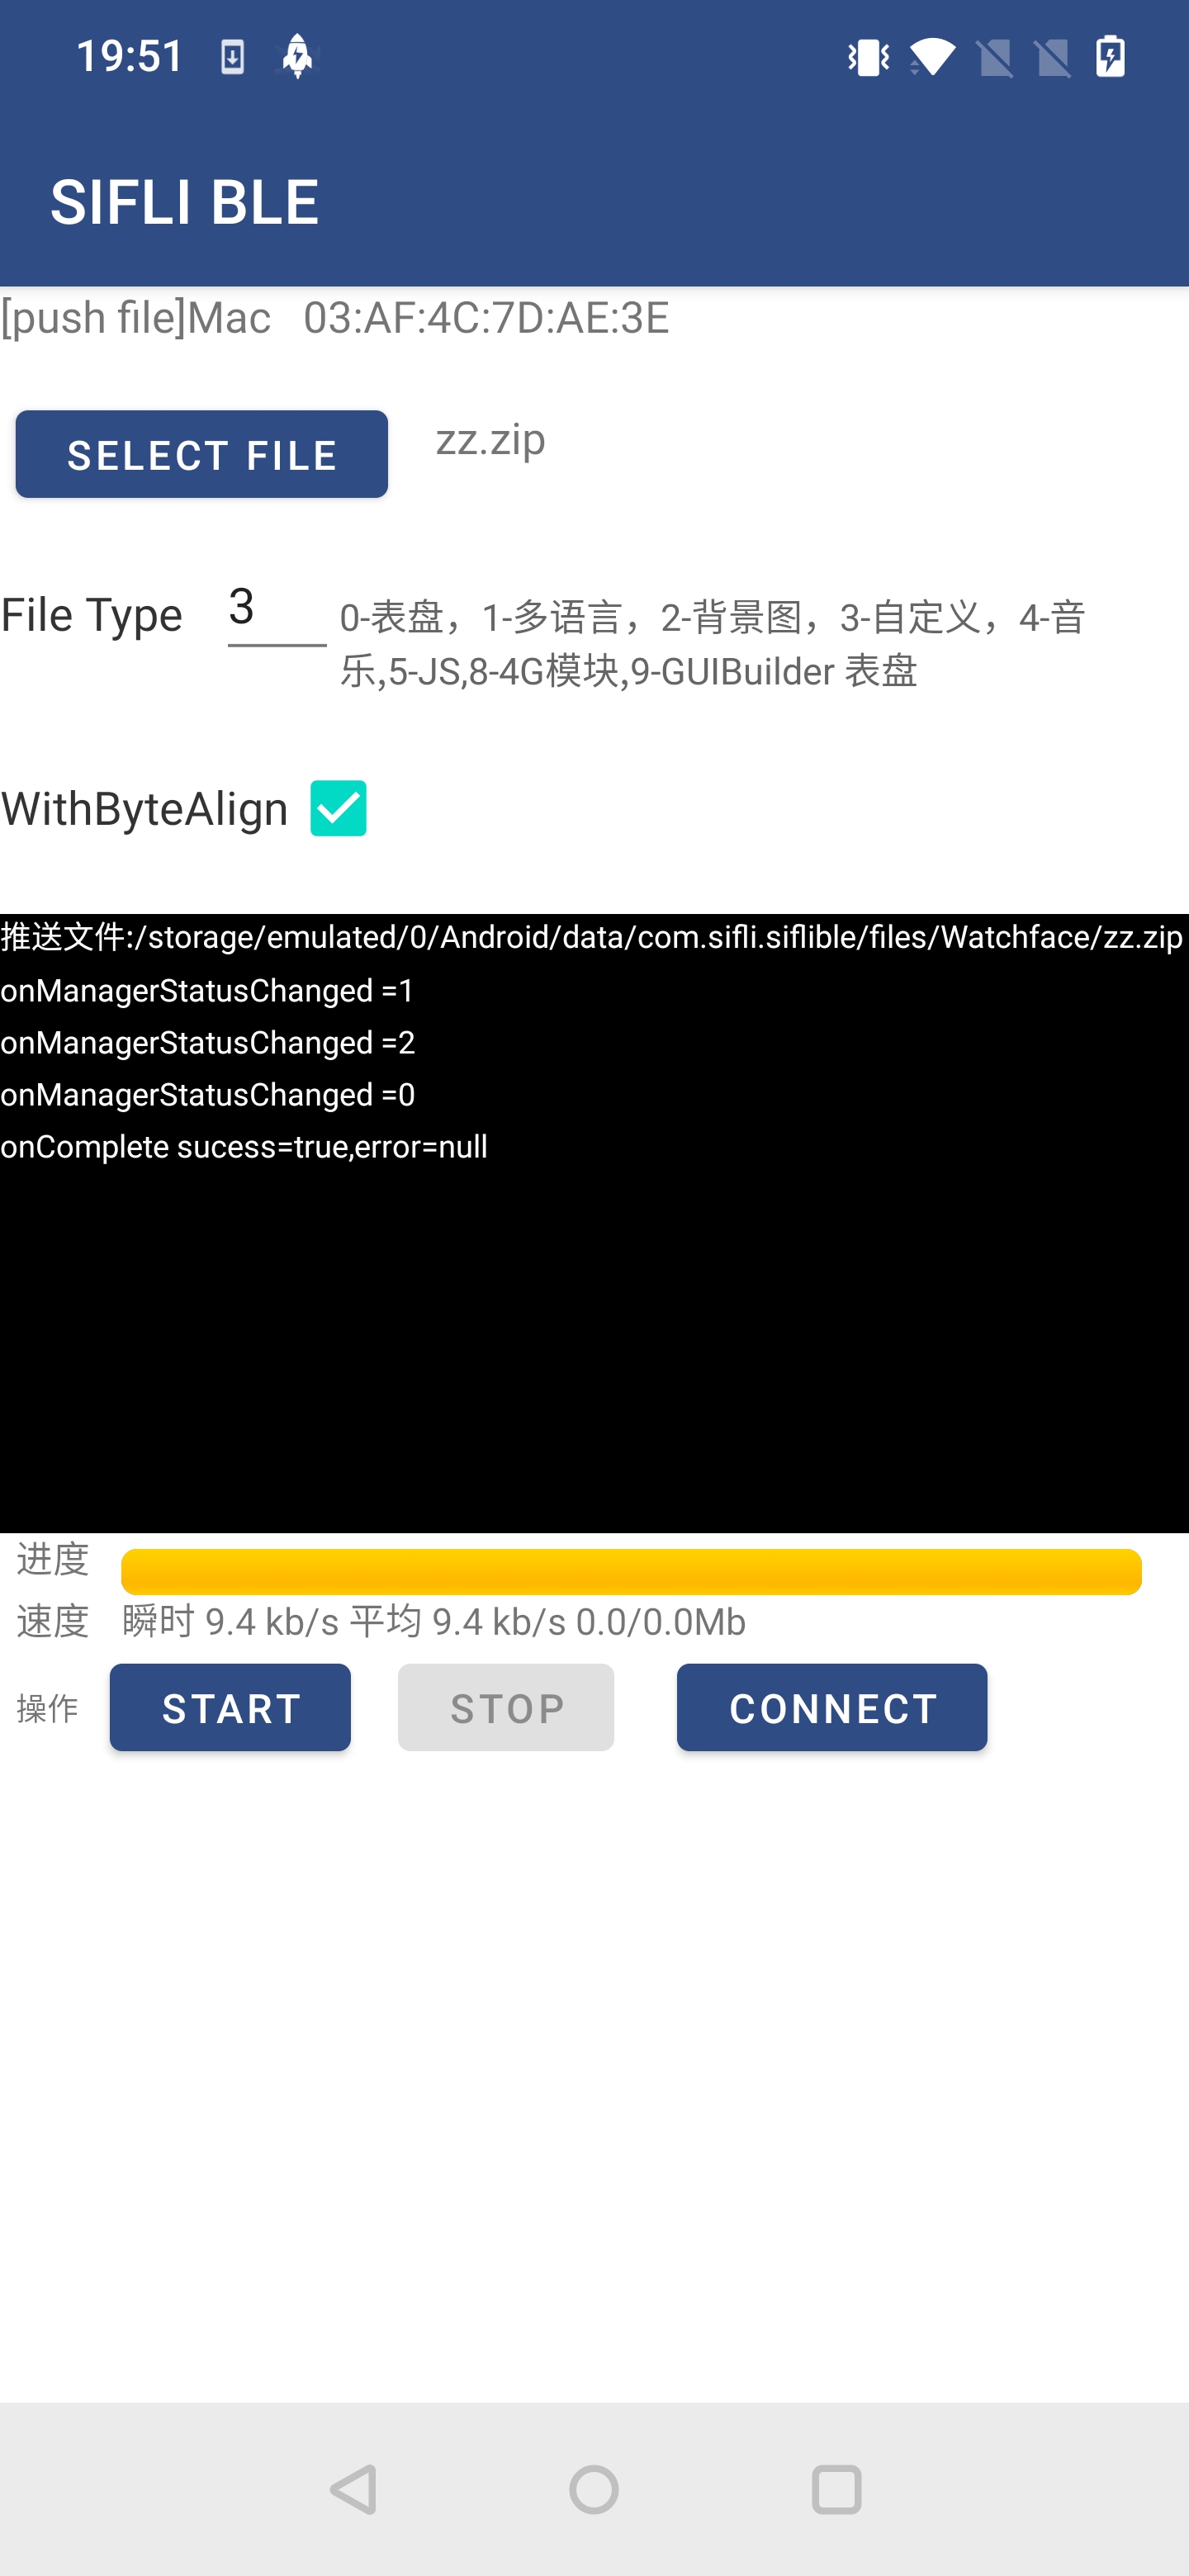 19:51
SIFLI BLE
[push file]Mac 03:AF:4C:7D:AE:3E
SELECT FILE zz.zip
File Type 3 0-表盘，1-多语言，2-背景图，3-自定义，4-音
乐,5-JS,8-4G模块,9-GUIBuilder 表盘
WithByteAlign
推送文件:/storage/emulated/0/Android/data/com.sifli.siflible/files/Watchface/zz.zip
onManagerStatusChanged =1
onManagerStatusChanged =2
onManagerStatusChanged =0
onComplete sucess=true,error=null
进度
速度 瞬时 9.4 kb/s 平均 9.4 kb/s 0.0/0.0Mb
操作 START STOP CONNECT